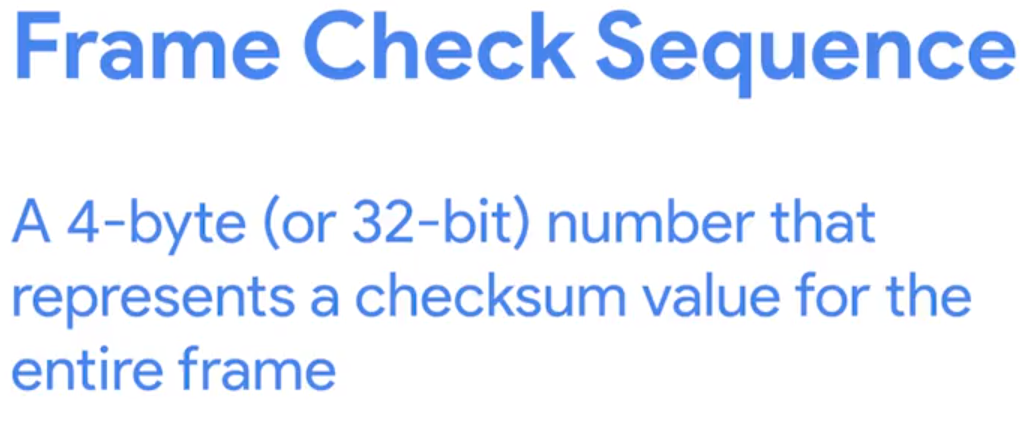 Frame Check Sequence
A 4-byte (or 32-bit) number that
represents a checksum value for the
entire frame